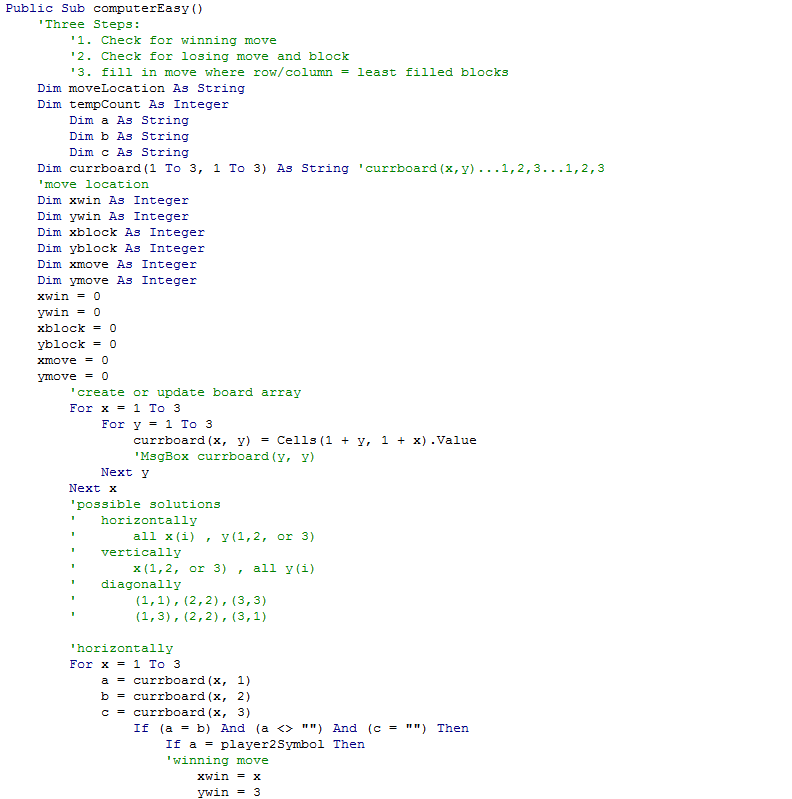 Public Sub computerEasy()
    'Three Steps:
        '1. Check for winning move
        '2. Check for losing move and block
        '3. fill in move where row/column = least filled blocks
    Dim moveLocation As String
    Dim tempCount As Integer
        Dim a As String
        Dim b As String
        Dim c As String
    Dim currboard(1 To 3, 1 To 3) As String 'currboard(x,y)...1,2,3...1,2,3
    'move location
    Dim xwin As Integer
    Dim ywin As Integer
    Dim xblock As Integer
    Dim yblock As Integer
    Dim xmove As Integer
    Dim ymove As Integer
    xwin = 0
    ywin = 0
    xblock = 0
    yblock = 0
    xmove = 0
    ymove = 0
        'create or update board array
        For x = 1 To 3
            For y = 1 To 3
                currboard(x, y) = Cells(1 + y, 1 + x).Value
                'MsgBox currboard(y, y)
            Next y
        Next x
        'possible solutions
        '   horizontally
        '       all x(i) , y(1,2, or 3)
        '   vertically
        '       x(1,2, or 3) , all y(i)
        '   diagonally
        '       (1,1),(2,2),(3,3)
        '       (1,3),(2,2),(3,1)

        'horizontally
        For x = 1 To 3
            a = currboard(x, 1)
            b = currboard(x, 2)
            c = currboard(x, 3)
                If (a = b) And (a <> "") And (c = "") Then
                    If a = player2Symbol Then
                    'winning move
                        xwin = x
                        ywin = 3